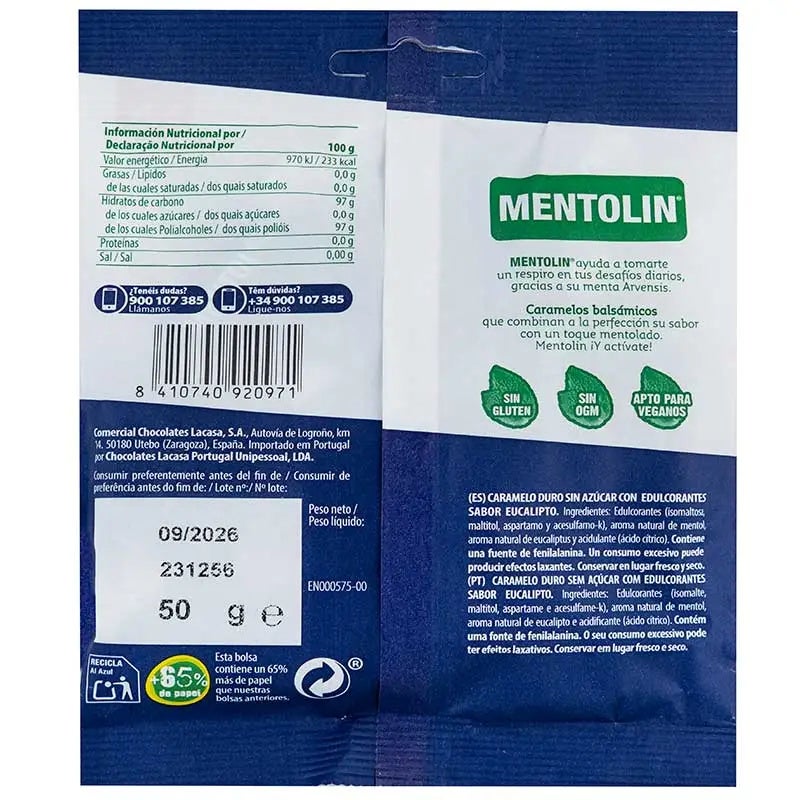 Información Nutricional por /
Declaração Nutricional por 100 g
Valor energético / Energia 970 kJ / 233 kcal
Grasas / Lípidos 0,0 g
de las cuales saturadas / dos quais saturados 0,0 g
Hidratos de carbono 97 g
de los cuales azúcares / dos quais açúcares 0,0 g
de los cuales Polialcoholes / dos quais polióis 97 g
Proteínas 0,0 g
Sal / Sal 0,00 g
¿Tenéis dudas?
900 107 385
Llámanos
Têm dúvidas?
+34 900 107 385
Ligue-nos
8 410740 920971
Comercial Chocolates Lacasa, S.A., Autovía de Logroño, km
14. 50180 Utebo (Zaragoza), España. Importado em Portugal
por Chocolates Lacasa Portugal Unipessoal, LDA.
Consumir preferentemente antes del fin de / Consumir de
preferência antes do fim de: / Lote nº:/ Nº lote:
Peso neto /
Peso líquido:
09/2026
231256
50 g e
EN000575-00
RECICLA
Al Azul
+65%
de papel
Esta bolsa
contiene un 65%
más de papel
que nuestras
bolsas anteriores.
®
MENTOLIN®
MENTOLIN® ayuda a tomarte
un respiro en tus desafíos diarios,
gracias a su menta Arvensis.
Caramelos balsámicos
que combinan a la perfección su sabor
con un toque mentolado.
Mentolin ¡Y actívate!
SIN
GLUTEN
SIN
OGM
APTO PARA
VEGANOS
(ES) CARAMELO DURO SIN AZÚCAR CON EDULCORANTES
SABOR EUCALIPTO. Ingredientes: Edulcorantes (isomaltosi,
maltitol, aspartamo y acesulfamo-k), aroma natural de mentol,
aroma natural de eucaliptus y acidulante (ácido cítrico). Contiene
una fuente de fenilalanina. Un consumo excesivo puede
producir efectos laxantes. Conservar en lugar fresco y seco.
(PT) CARAMELO DURO SEM AÇÚCAR COM EDULCORANTES
SABOR EUCALIPTO. Ingredientes: Edulcorantes (isomalte,
maltitol, aspartame e acesulfame-k), aroma natural de mentol,
aroma natural de eucalipto e acidificante (ácido cítrico). Contém
uma fonte de fenilalanina. O seu consumo excessivo pode
ter efeitos laxativos. Conservar em lugar fresco e seco.